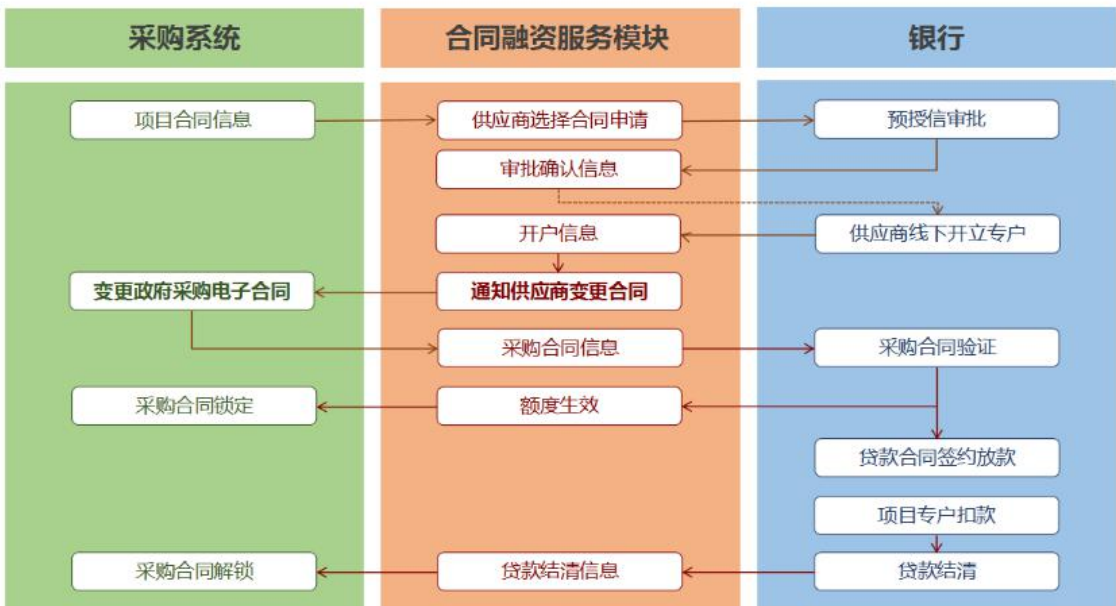 采购系统
合同融资服务模块
银行
项目合同信息
供应商选择合同申请
预授信审批
审批确认信息
开户信息
供应商线下开立专户
变更政府采购电子合同
通知供应商变更合同
采购合同信息
采购合同验证
采购合同锁定
额度生效
贷款合同签约放款
项目专户扣款
采购合同解锁
贷款结清信息
贷款结清